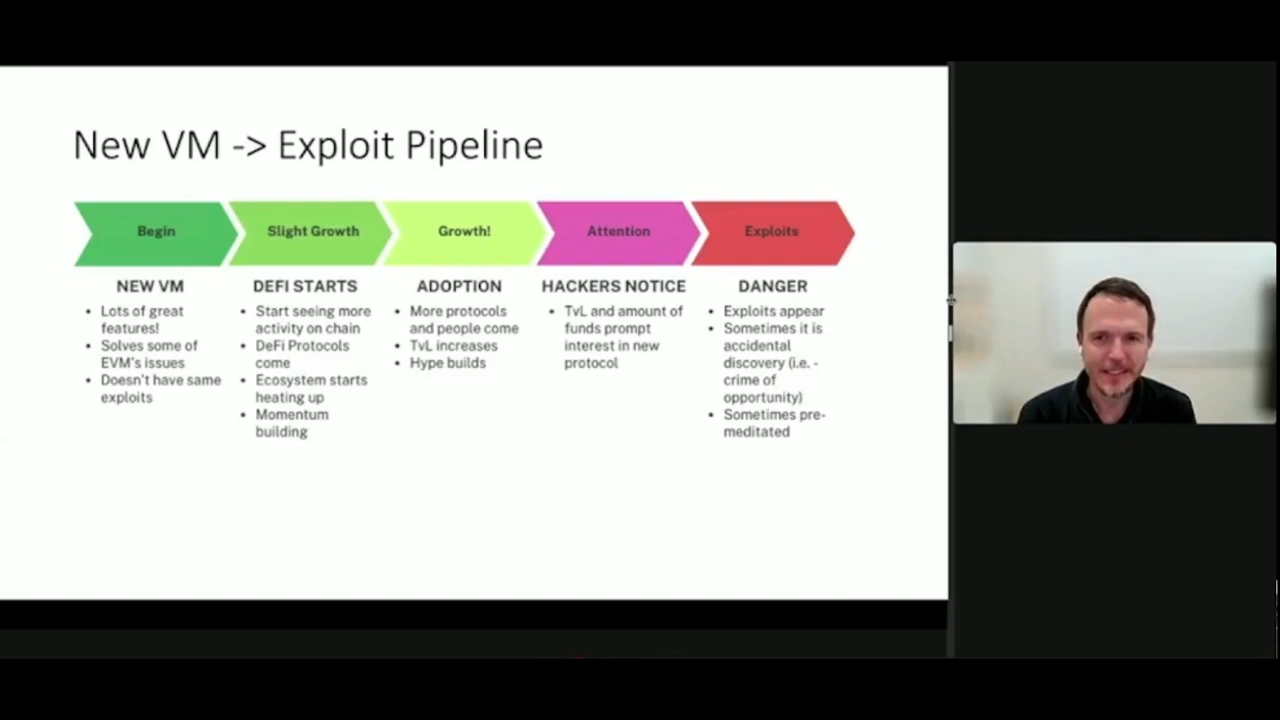 New VM -> Exploit Pipeline
Begin
Slight Growth
Growth!
Attention
Exploits
NEW VM
• Lots of great
features!
• Solves some of
EVM's issues
• Doesn't have same
exploits
DEFI STARTS
• Start seeing more
activity on chain
• DeFi Protocols
come
• Ecosystem starts
heating up
• Momentum
building
ADOPTION
• More protocols
and people come
• TvL increases
• Hype builds
HACKERS NOTICE
• TvL and amount of
funds prompt
interest in new
protocol
DANGER
• Exploits appear
• Sometimes it is
accidental
discovery (i.e. -
crime of
opportunity)
• Sometimes pre-
meditated